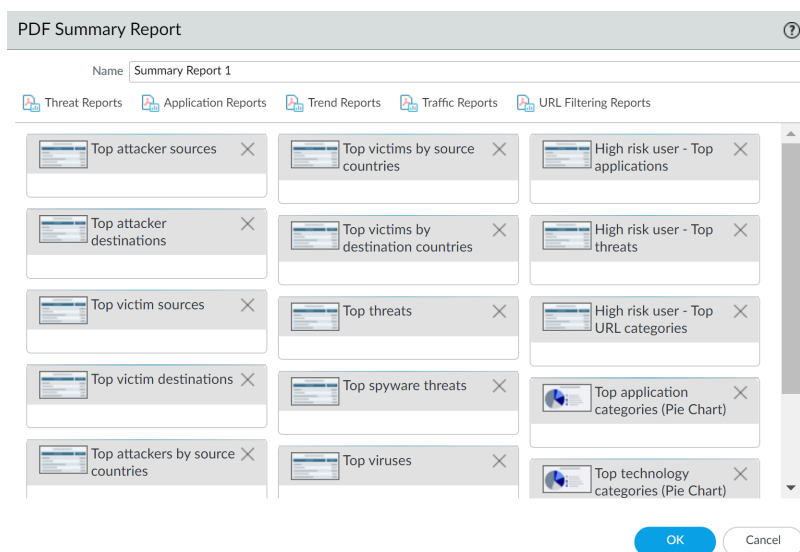 PDF Summary Report
?
Name Summary Report 1
Threat Reports Application Reports Trend Reports Traffic Reports URL Filtering Reports
Top attacker sources
Top attacker
destinations
Top victim sources
Top victim destinations
Top attackers by source
countries
Top victims by source
countries
Top victims by
destination countries
Top threats
Top spyware threats
Top viruses
High risk user - Top
applications
High risk user - Top
threats
High risk user - Top
URL categories
Top application
categories (Pie Chart)
Top technology
categories (Pie Chart)
OK Cancel